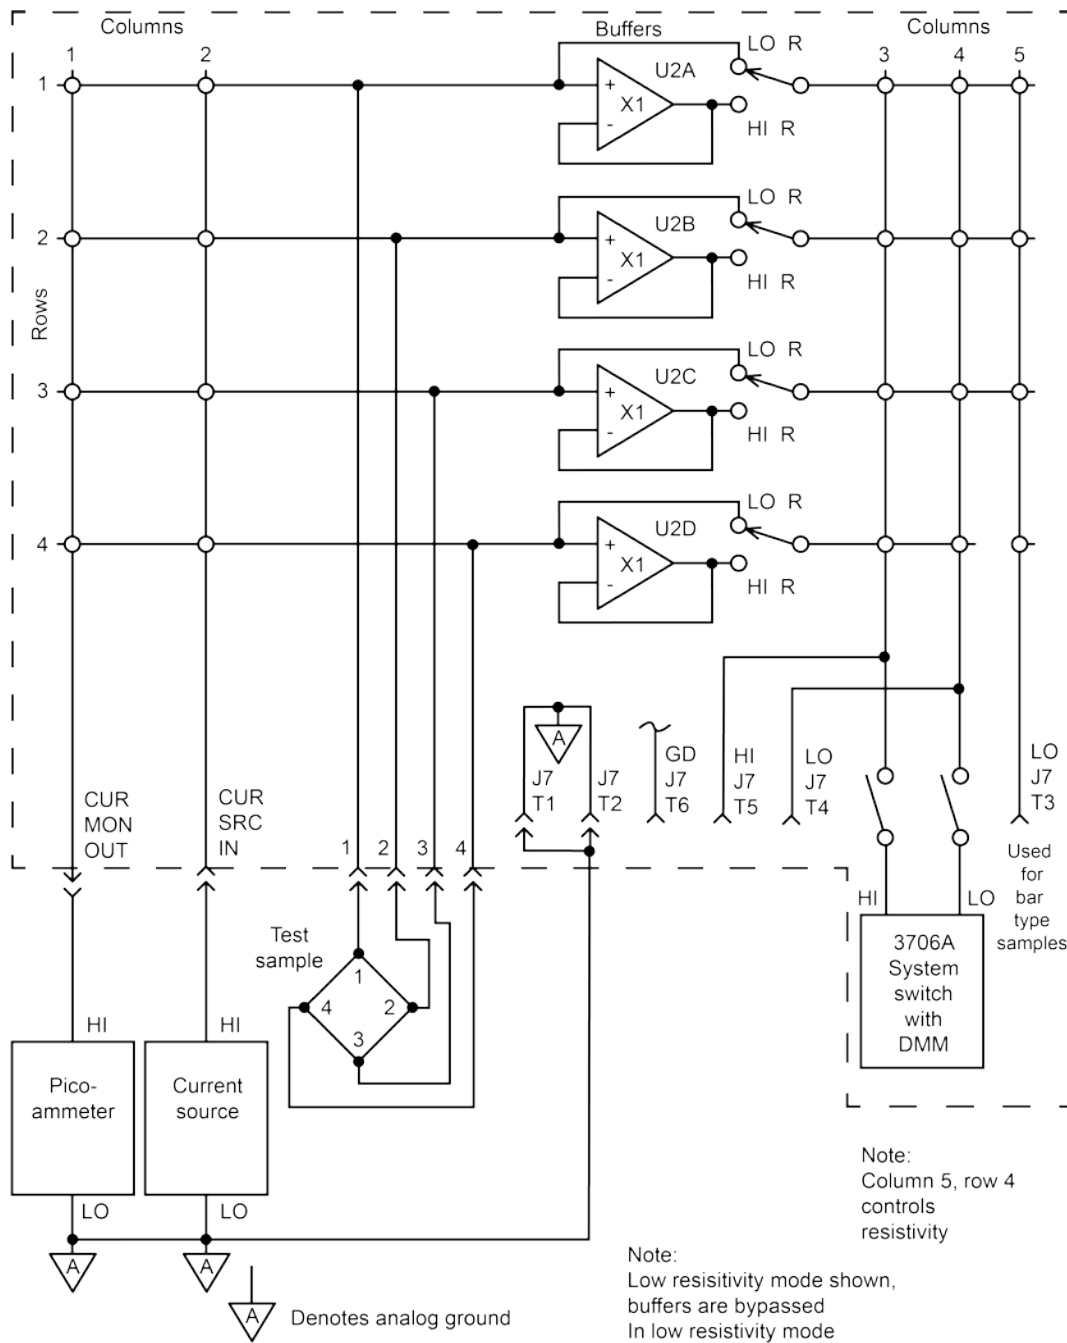 Columns
Buffers
Columns
1
2
3
4
5
LO R
U2A
1
+
X1
-
HI R
LO R
U2B
2
+
X1
-
HI R
Rows
LO R
U2C
3
+
X1
-
HI R
LO R
U2D
4
+
X1
-
HI R
CUR
MON
OUT
CUR
SRC
IN
1
2
3
4
A
J7
T1
J7
T2
GD
J7
T6
HI
J7
T5
LO
J7
T4
LO
J7
T3
Used
for
bar
type
samples
HI
LO
3706A
System
switch
with
DMM
Test
sample
1
4
2
3
HI
HI
Pico-
ammeter
Current
source
LO
LO
A
A
Note:
Column 5, row 4
controls
resistivity
Note:
Low resisitivity mode shown,
buffers are bypassed
In low resistivity mode
A
Denotes analog ground